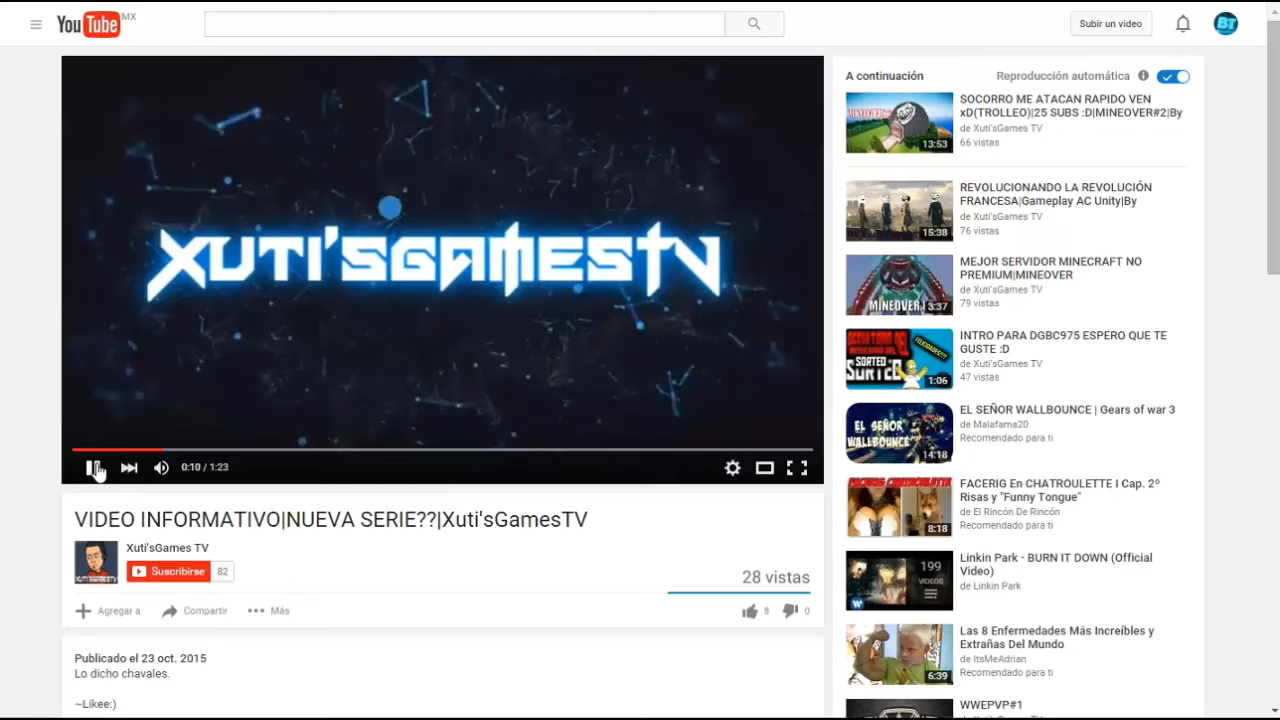 YouTube MX
Subir un video
BT
XUTI'SGAMESTV
0:10 / 1:23
VIDEO INFORMATIVO|NUEVA SERIE??|Xuti'sGamesTV
Xuti'sGames TV
Suscribirse 82
28 vistas
Agregar a Compartir Más 8 0
Publicado el 23 oct. 2015
Lo dicho chavales.
~Likee:)
A continuación Reproducción automática
13:53
SOCORRO ME ATACAN RAPIDO VEN
xD(TROLLEO)|25 SUBS :D|MINEOVER#2|By
de Xuti'sGames TV
66 vistas
15:38
REVOLUCIONANDO LA REVOLUCIÓN
FRANCESA|Gameplay AC Unity|By
de Xuti'sGames TV
76 vistas
MINEOVER 3:37
MEJOR SERVIDOR MINECRAFT NO
PREMIUM|MINEOVER
de Xuti'sGames TV
79 vistas
SORTEO
1:06
INTRO PARA DGBC975 ESPERO QUE TE
GUSTE :D
de Xuti'sGames TV
47 vistas
EL SEÑOR
WALLBOUNCE
14:18
EL SEÑOR WALLBOUNCE | Gears of war 3
de Malafama20
Recomendado para ti
8:18
FACERIG En CHATROULETTE I Cap. 2º
Risas y "Funny Tongue"
de El Rincón De Rincón
Recomendado para ti
199
VIDEOS
Linkin Park - BURN IT DOWN (Official
Video)
de Linkin Park
6:39
Las 8 Enfermedades Más Increíbles y
Extrañas Del Mundo
de ItsMeAdrian
Recomendado para ti
WWEPVP#1